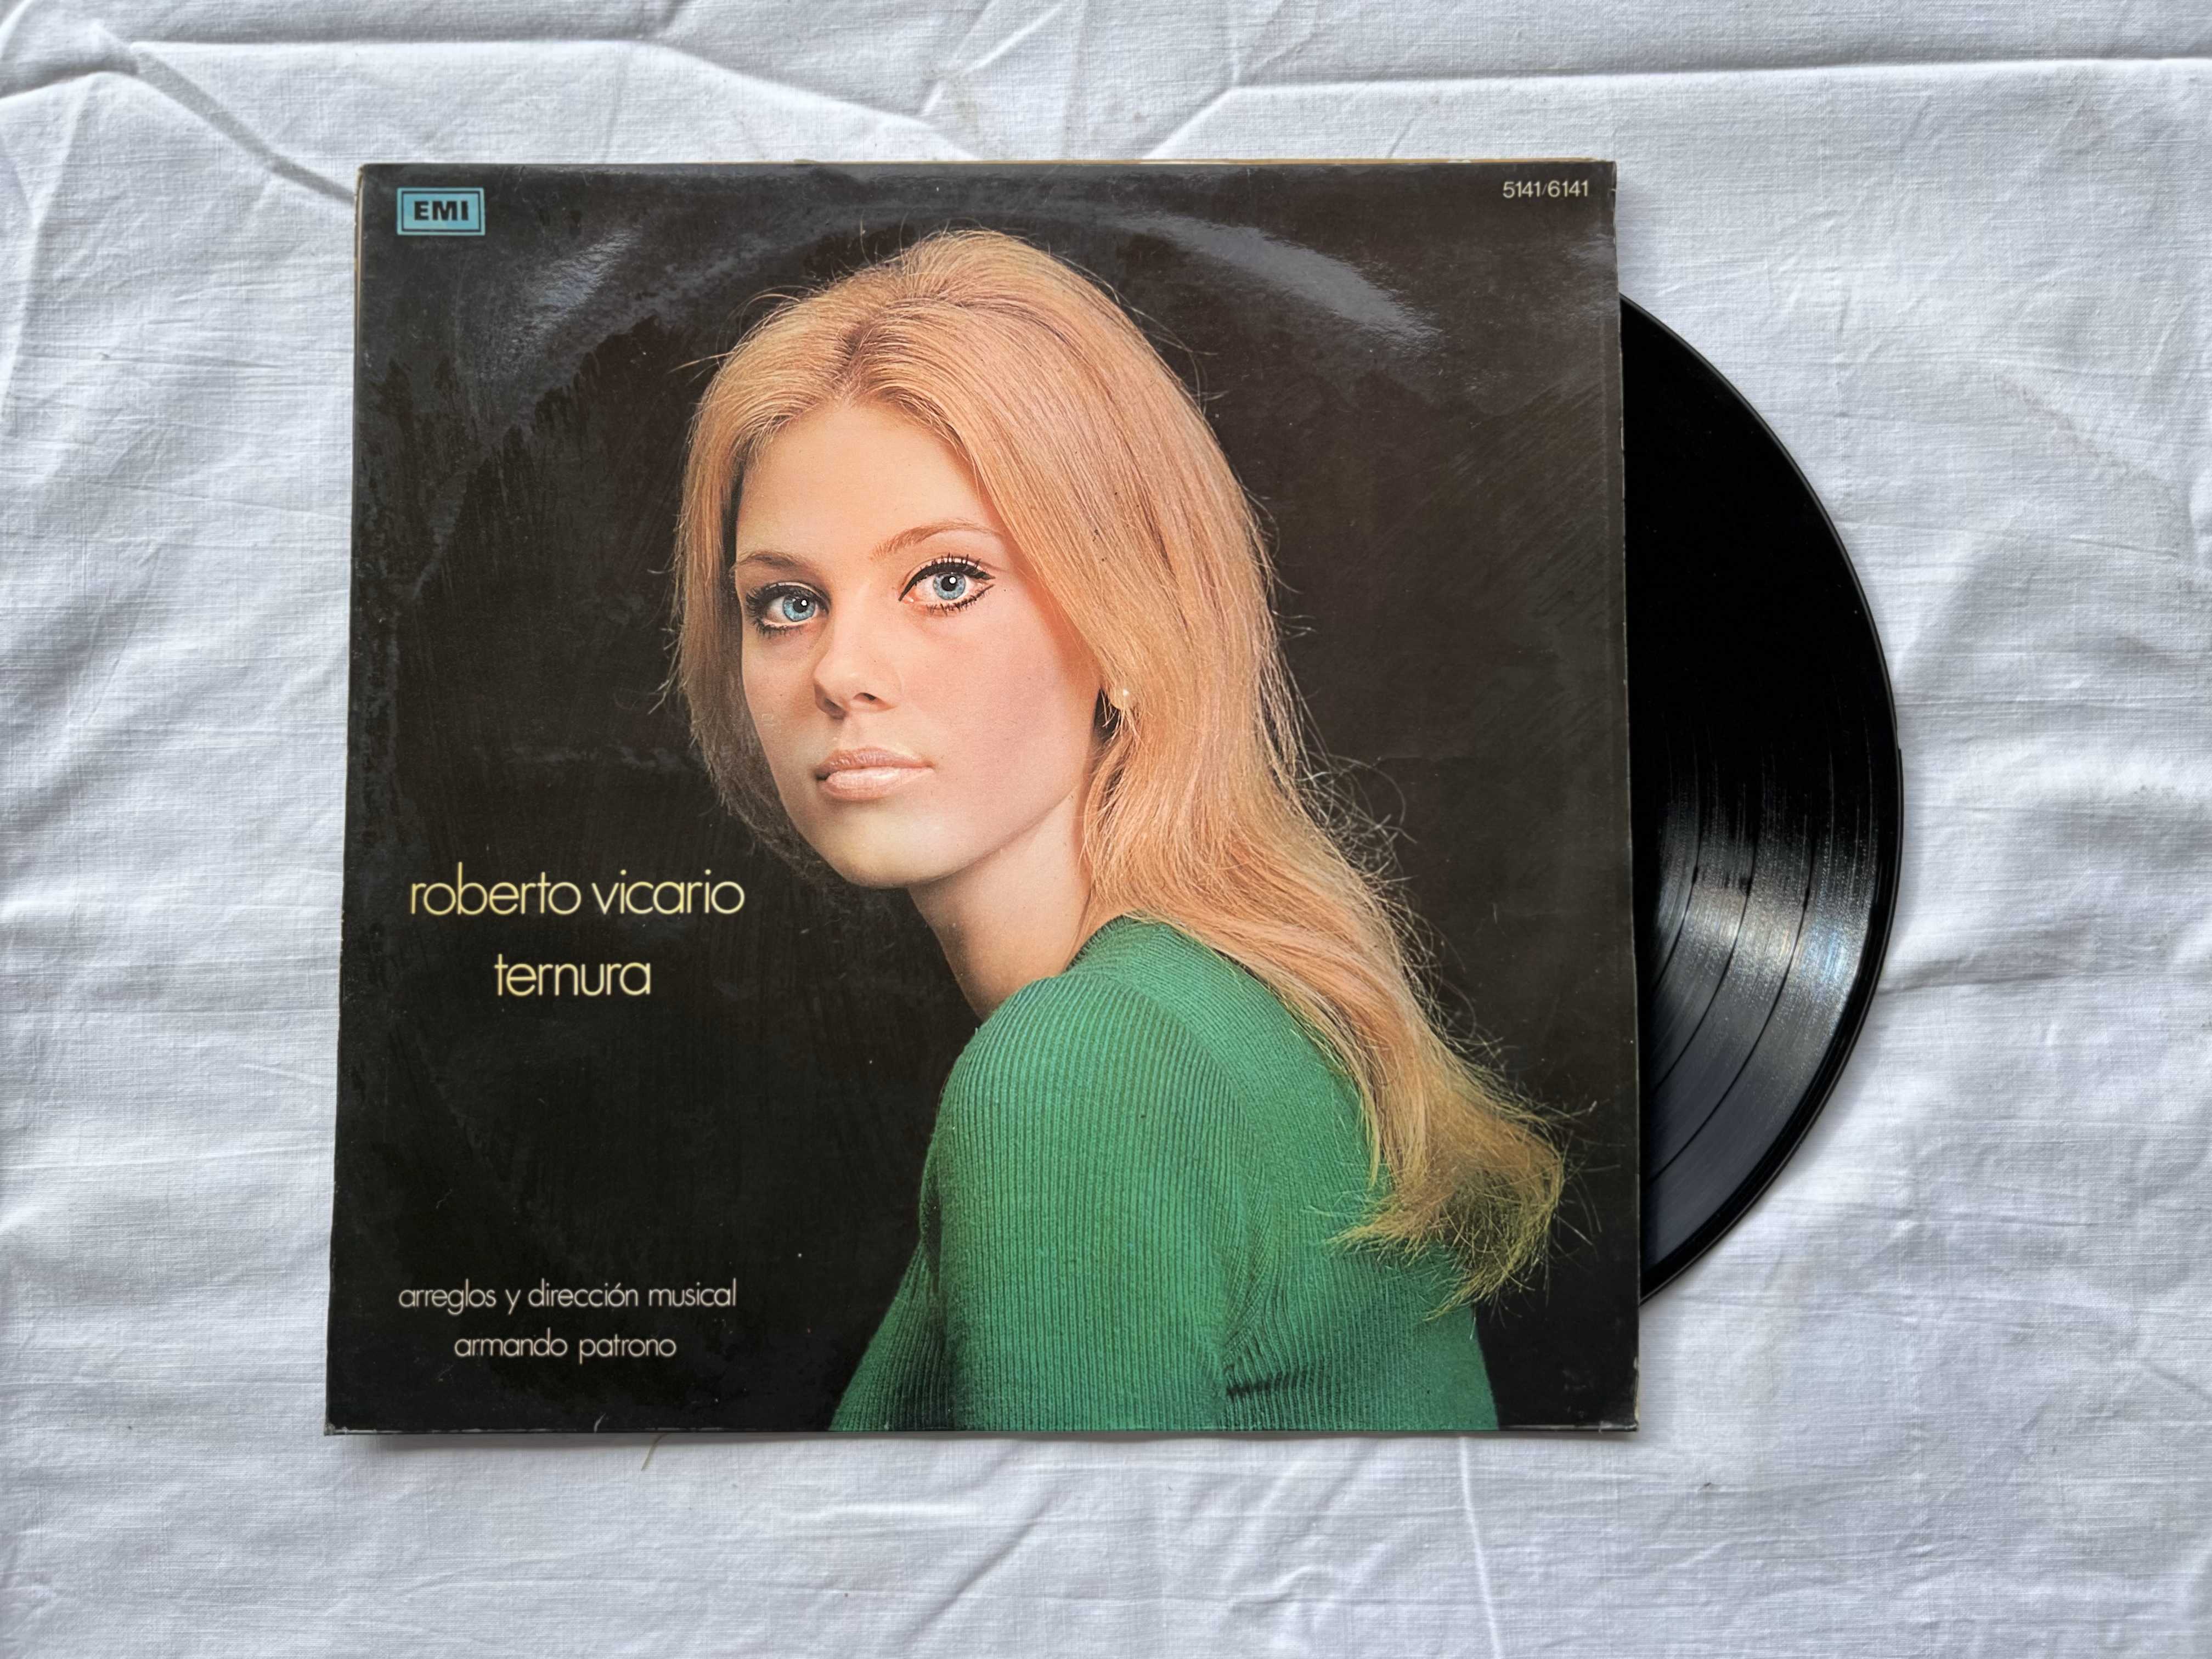 EMI
5141/6141
roberto vicario
ternura
arreglos y dirección musical
armando patrono